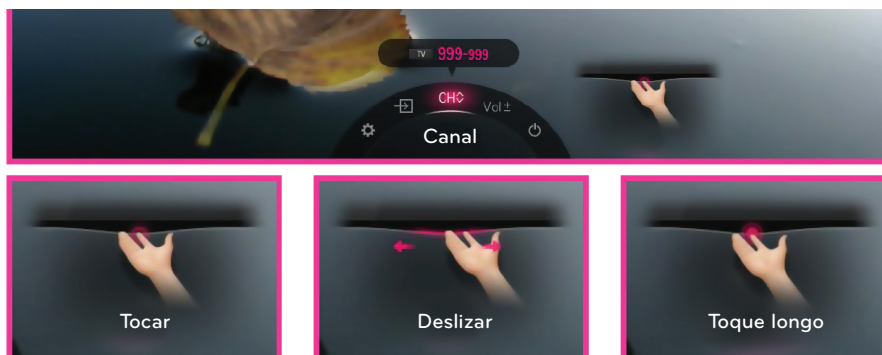 TV 999-999
CH Vol ±
Canal
Tocar
Deslizar
Toque longo